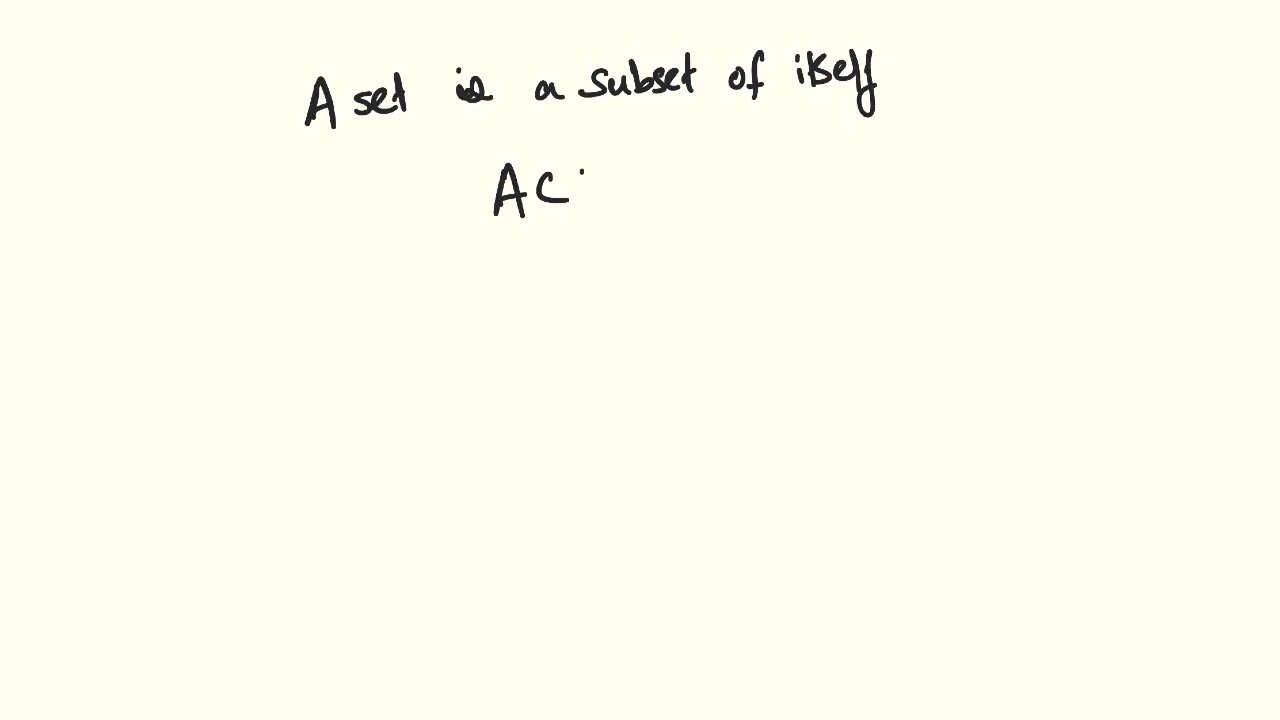 A set is a subset of itself
A ⊂